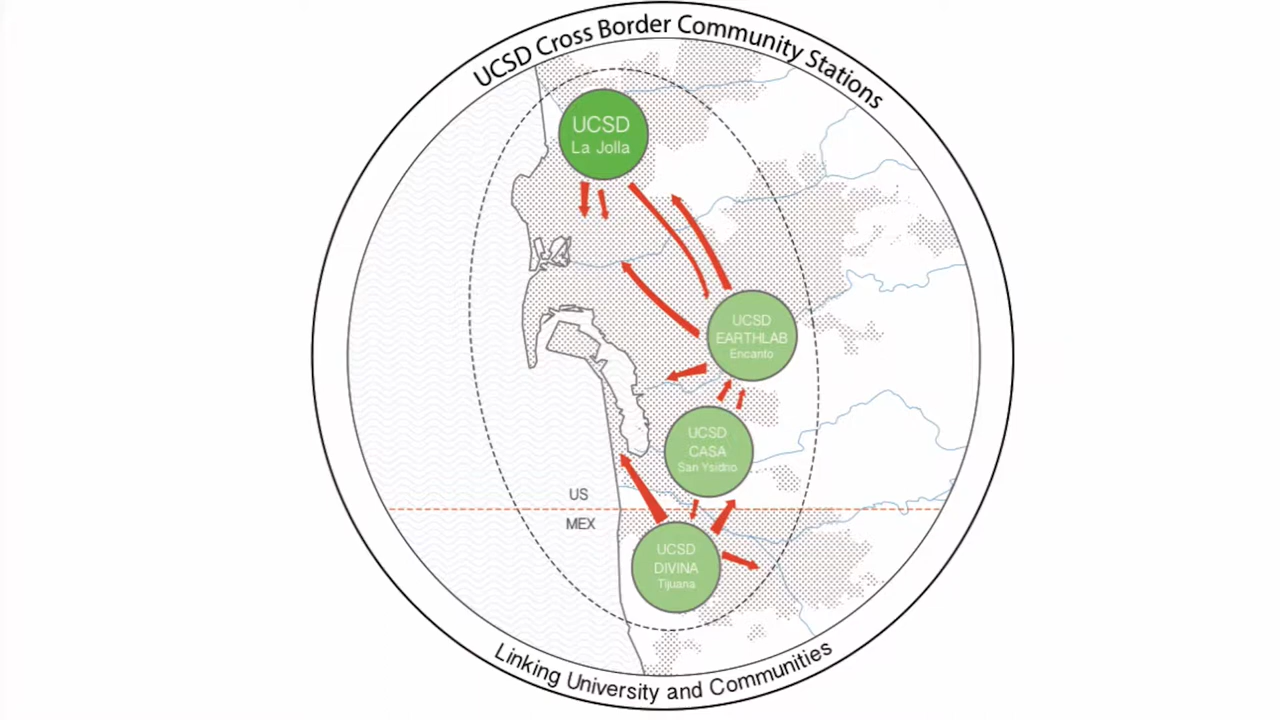 UCSD Cross Border Community Stations
UCSD
La Jolla
UCSD
EARTHLAB
Encanto
UCSD
CASA
San Ysidro
US
MEX
UCSD
DIVINA
Tijuana
Linking University and Communities